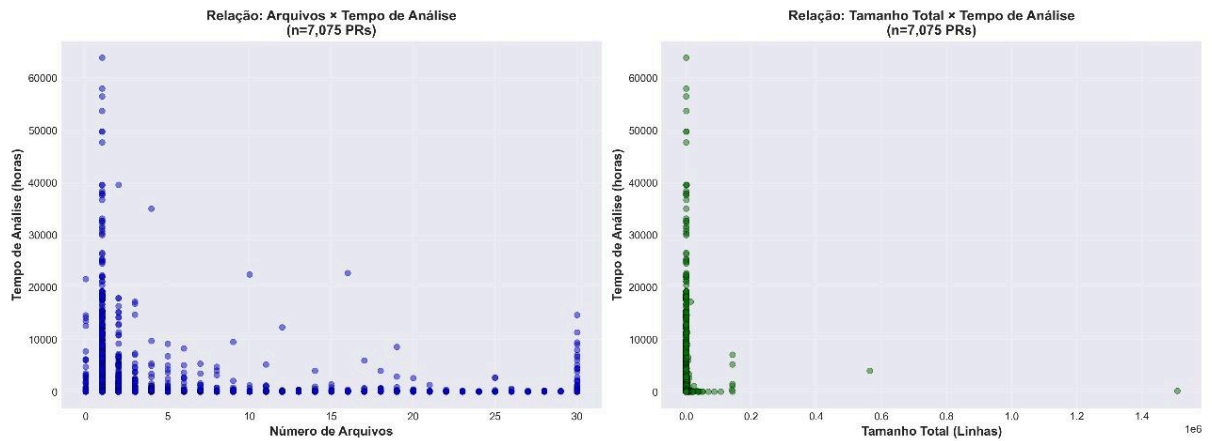 Relação: Arquivos × Tempo de Análise
(n=7,075 PRs)
Tempo de Análise (horas)
60000
50000
40000
30000
20000
10000
0
0 5 10 15 20 25 30
Número de Arquivos
Relação: Tamanho Total × Tempo de Análise
(n=7,075 PRs)
Tempo de Análise (horas)
60000
50000
40000
30000
20000
10000
0
0.0 0.2 0.4 0.6 0.8 1.0 1.2 1.4
1e6
Tamanho Total (Linhas)